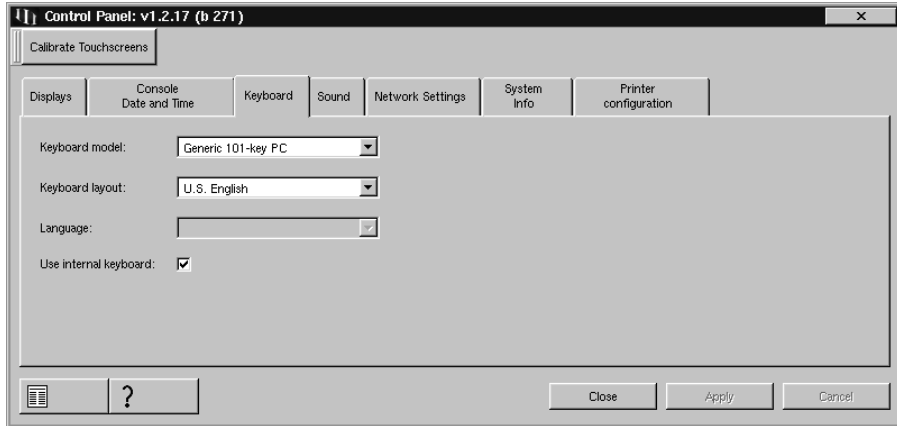 Control Panel: v1.2.17 (b 271)
Calibrate Touchscreens
Displays
Console
Date and Time
Keyboard
Sound
Network Settings
System
Info
Printer
configuration
Keyboard model:
Generic 101-key PC
Keyboard layout:
U.S. English
Language:
Use internal keyboard:
?
Close
Apply
Cancel